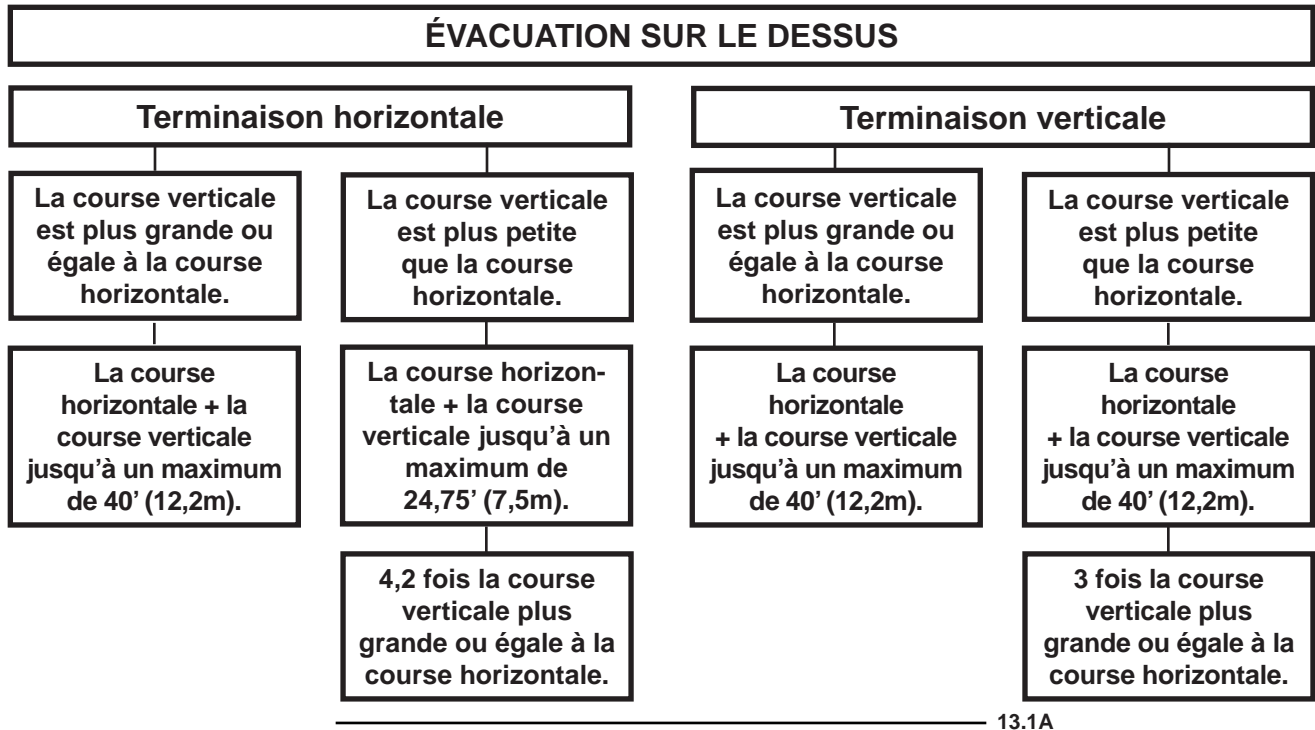 ÉVACUATION SUR LE DESSUS
Terminaison horizontale
La course verticale
est plus grande ou
égale à la course
horizontale.
La course
horizontale + la
course verticale
jusqu’à un maximum
de 40’ (12,2m).
La course verticale
est plus petite
que la course
horizontale.
La course horizon-
tale + la course
verticale jusqu’à un
maximum de
24,75’ (7,5m).
4,2 fois la course
verticale plus
grande ou égale à la
course horizontale.
Terminaison verticale
La course verticale
est plus grande ou
égale à la course
horizontale.
La course
horizontale
+ la course verticale
jusqu’à un maximum
de 40’ (12,2m).
La course verticale
est plus petite
que la course
horizontale.
La course
horizontale
+ la course verticale
jusqu’à un maximum
de 40’ (12,2m).
3 fois la course
verticale plus
grande ou égale à la
course horizontale.
13.1A